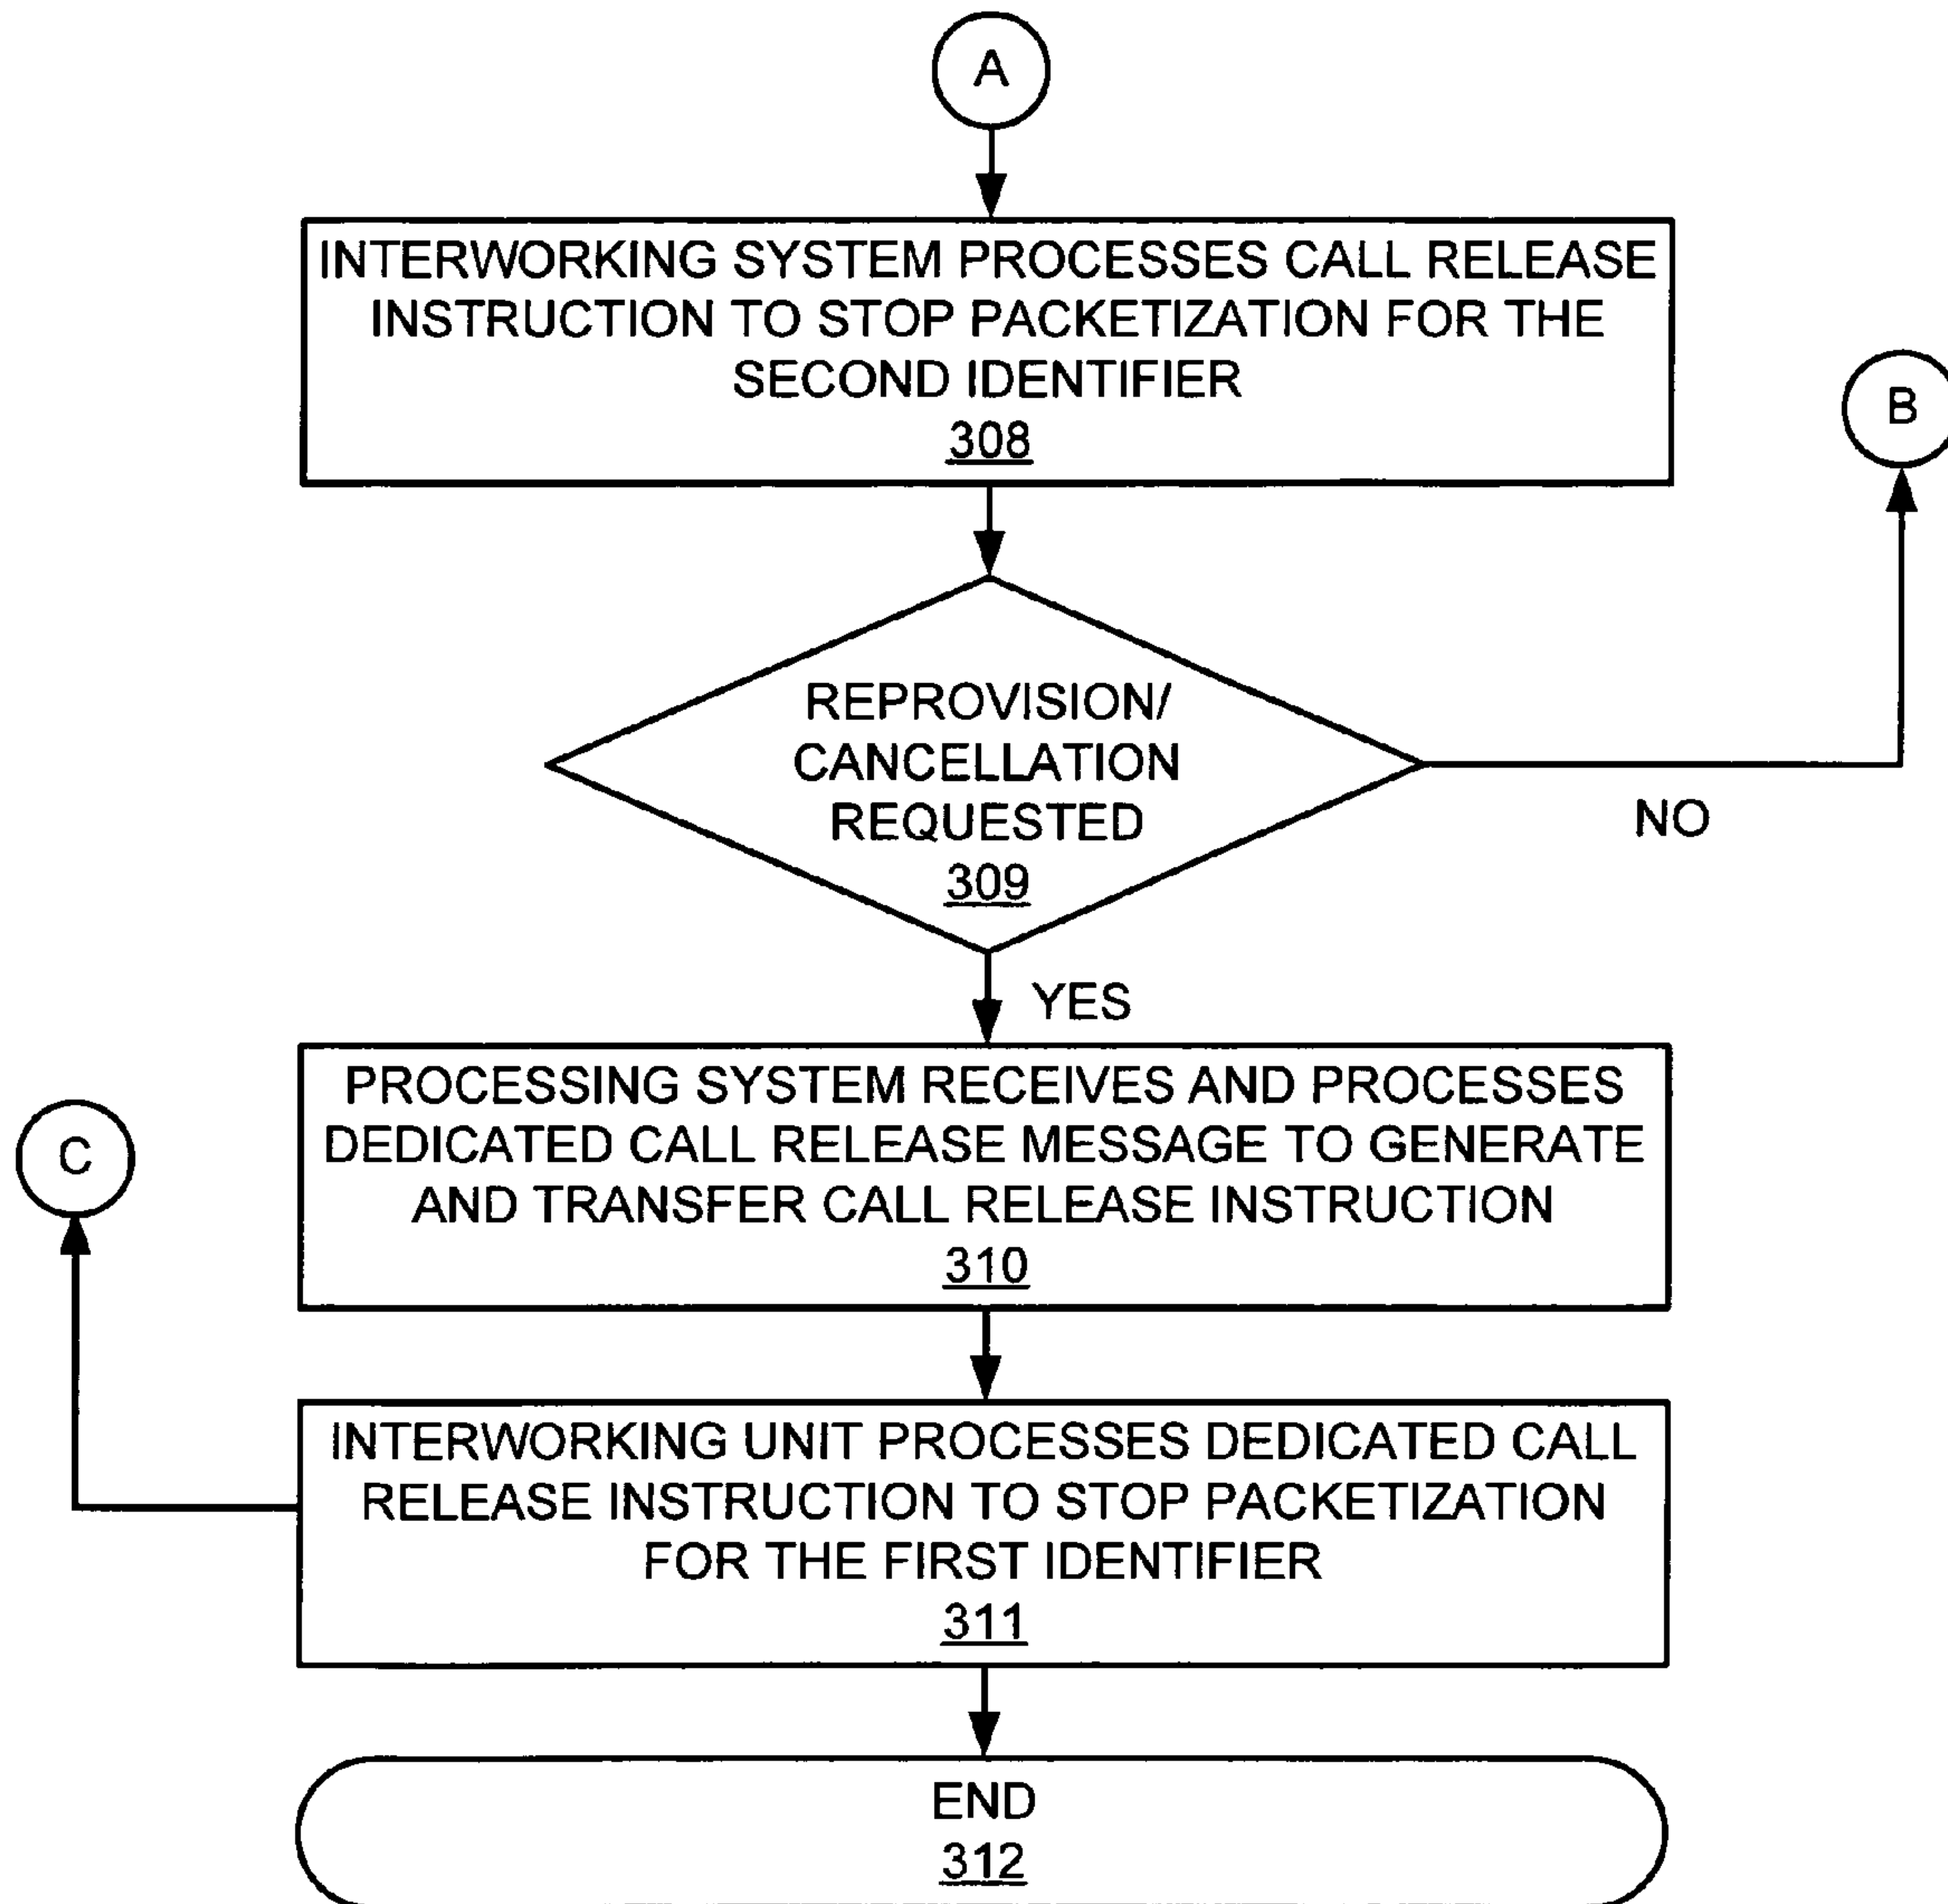 A
INTERWORKING SYSTEM PROCESSES CALL RELEASE
INSTRUCTION TO STOP PACKETIZATION FOR THE
SECOND IDENTIFIER
308
B
REPROVISION/
CANCELLATION
REQUESTED
309
NO
YES
PROCESSING SYSTEM RECEIVES AND PROCESSES
DEDICATED CALL RELEASE MESSAGE TO GENERATE
AND TRANSFER CALL RELEASE INSTRUCTION
310
C
INTERWORKING UNIT PROCESSES DEDICATED CALL
RELEASE INSTRUCTION TO STOP PACKETIZATION
FOR THE FIRST IDENTIFIER
311
END
312